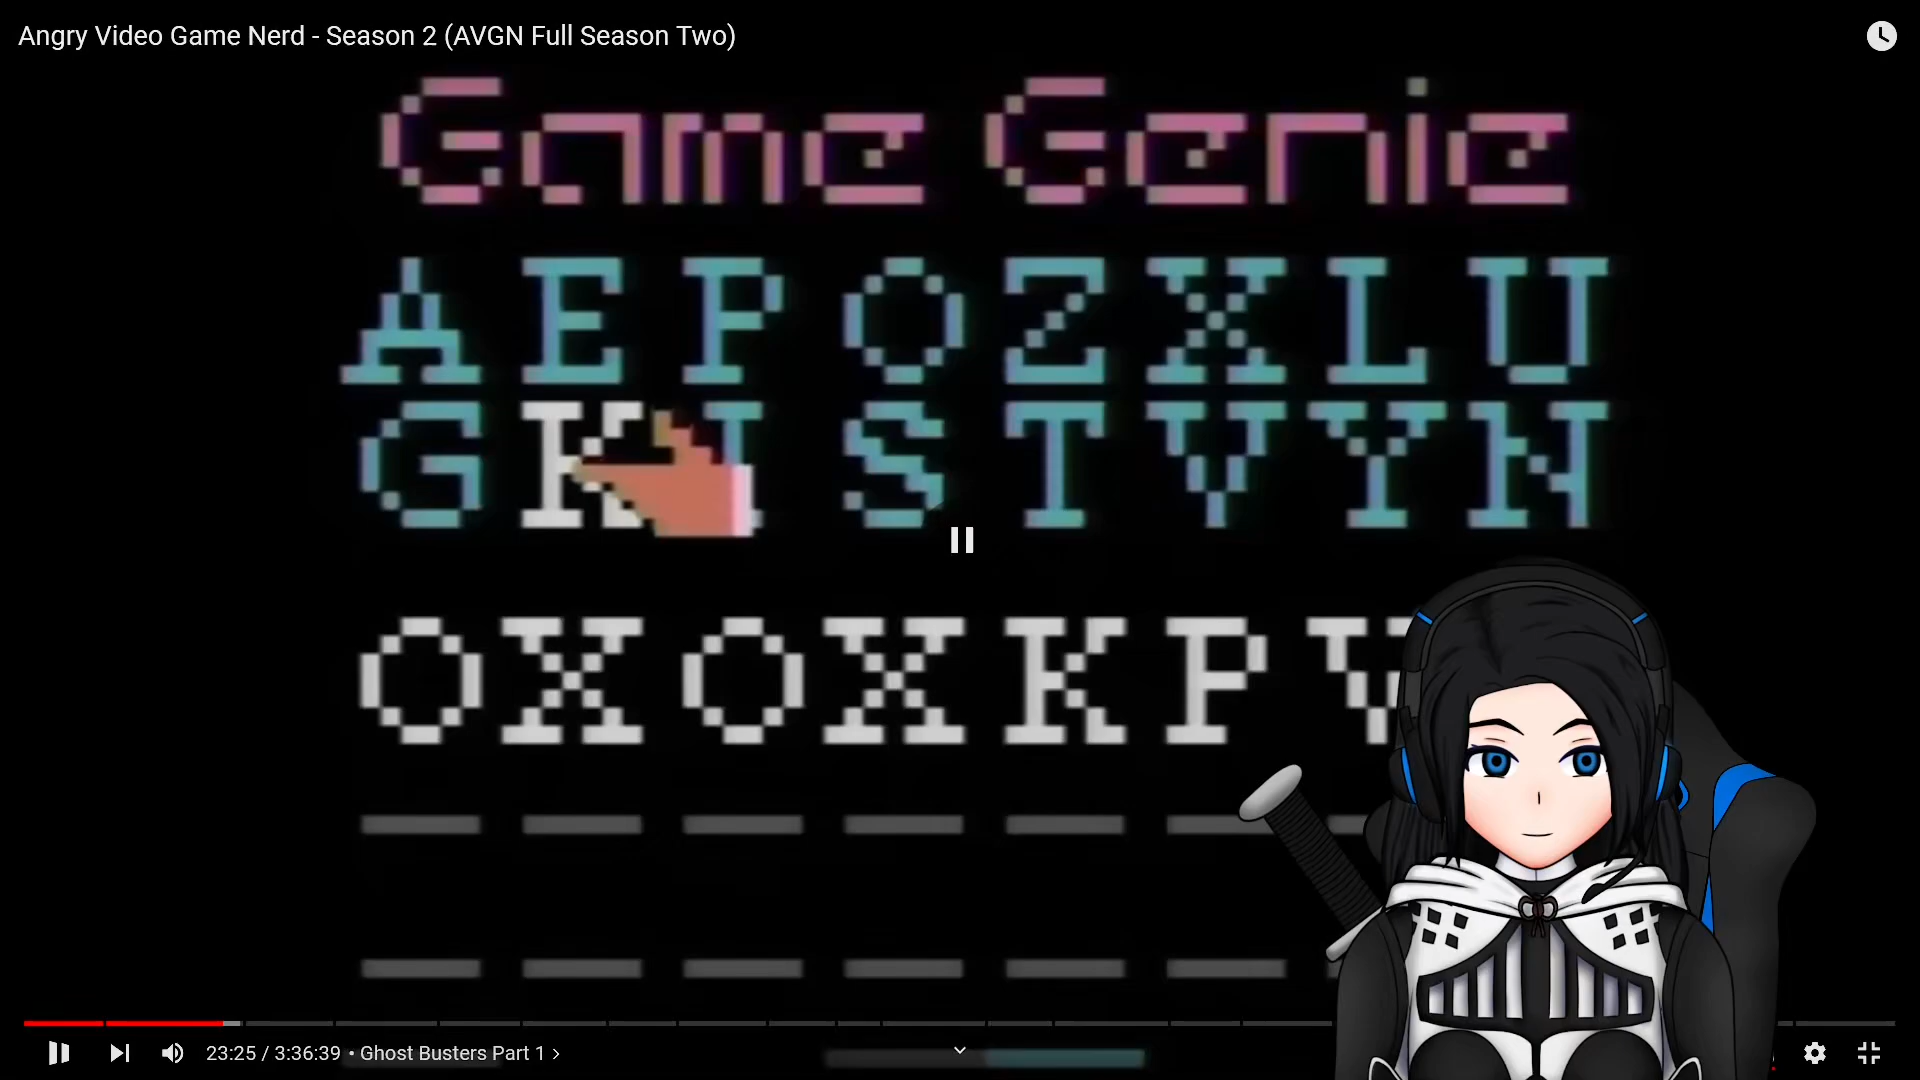 Angry Video Game Nerd - Season 2 (AVGN Full Season Two)
Game Genie
A E P O Z X L U
G K I S T V Y N
O X O X K P V
23:25 / 3:36:39 • Ghost Busters Part 1 ›